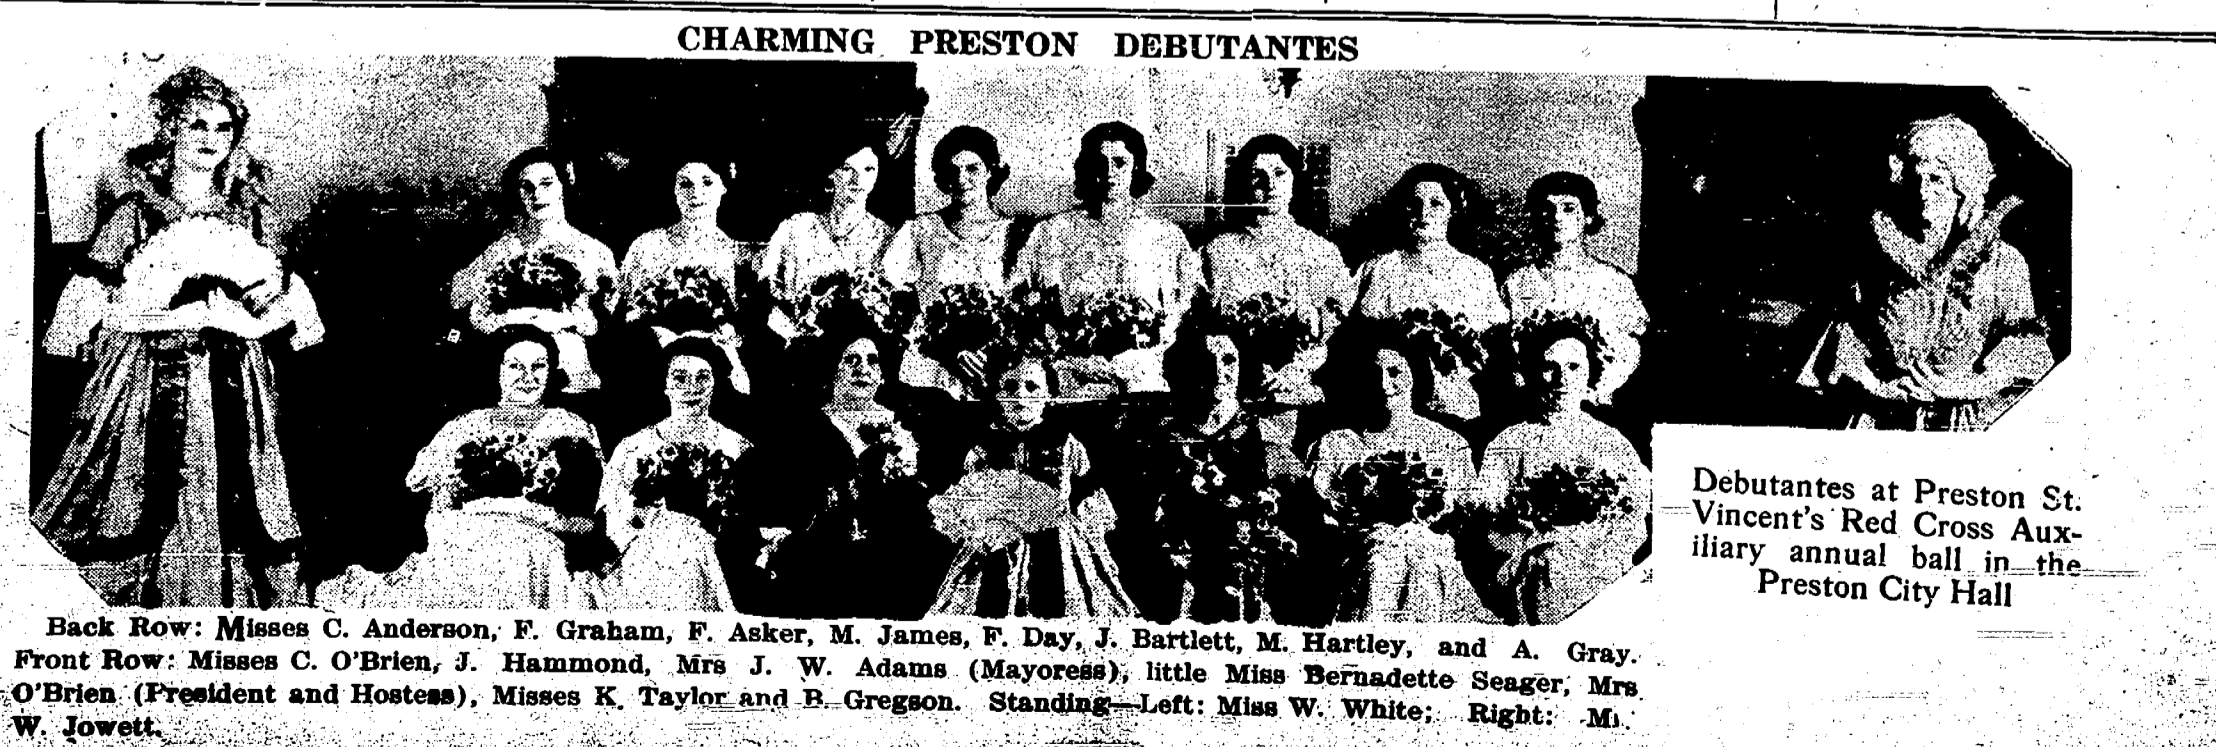 CHARMING PRESTON DEBUTANTES
Debutantes at Preston St.
Vincent's Red Cross Aux-
iliary annual ball in the
Preston City Hall
Back Row: Misses C. Anderson, F. Graham, F. Asker, M. James, F. Day, J. Bartlett, M. Hartley, and A. Gray.
Front Row: Misses C. O'Brien, J. Hammond, Mrs J. W. Adams (Mayoress), little Miss Bernadette Seager, Mrs
O'Brien (President and Hostess), Misses K. Taylor and B. Gregson. Standing—Left: Miss W. White; Right:
W. Jowett.